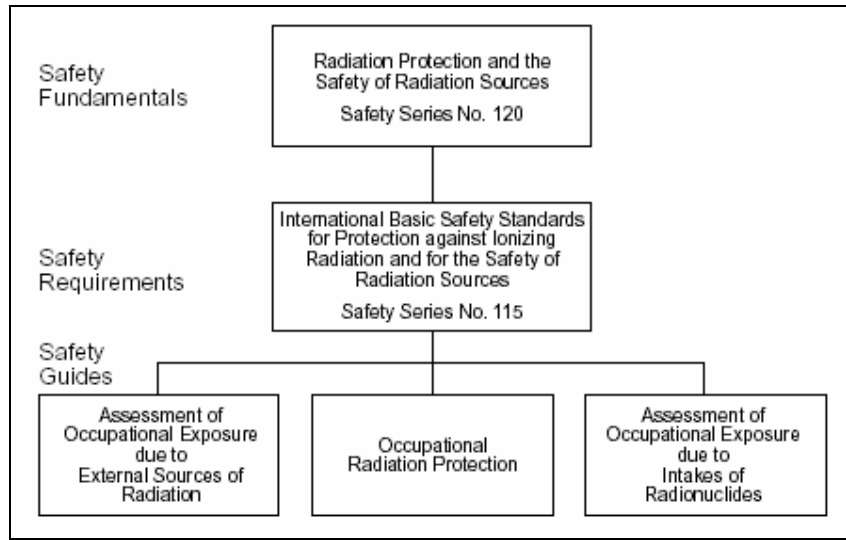 Safety
Fundamentals
Radiation Protection and the
Safety of Radiation Sources
Safety Series No. 120
Safety
Requirements
International Basic Safety Standards
for Protection against Ionizing
Radiation and for the Safety of
Radiation Sources
Safety Series No. 115
Safety
Guides
Assessment of
Occupational Exposure
due to
External Sources of
Radiation
Occupational
Radiation Protection
Assessment of
Occupational Exposure
due to
Intakes of
Radionuclides